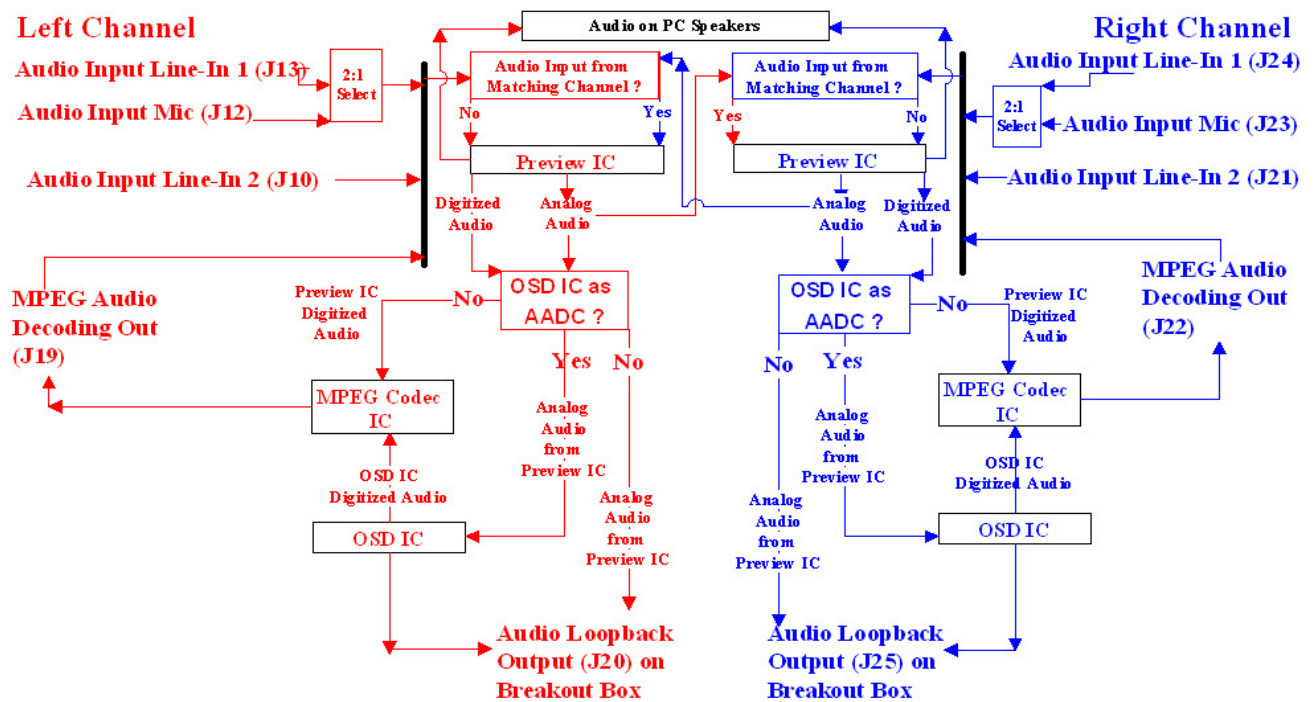 Left Channel
Audio on PC Speakers
Right Channel
Audio Input Line-In 1 (J13)
2:1
Select
Audio Input Mic (J12)
Audio Input Line-In 2 (J10)
Audio Input from
Matching Channel ?
No
Yes
Preview IC
Digitized
Audio
Analog
Audio
Audio Input from
Matching Channel ?
Yes
No
Preview IC
Analog
Audio
Digitized
Audio
Audio Input Line-In 1 (J24)
2:1
Select
Audio Input Mic (J23)
Audio Input Line-In 2 (J21)
MPEG Audio
Decoding Out
(J19)
Preview IC
Digitized
Audio
No
OSD IC as
AADC ?
Yes
No
MPEG Codec
IC
Analog
Audio
from
Preview IC
OSD IC
Digitized Audio
OSD IC
Analog
Audio
from
Preview IC
Audio Loopback
Output (J20) on
Breakout Box
OSD IC as
AADC ?
No
Preview IC
Digitized
Audio
MPEG Audio
Decoding Out
(J22)
No
Yes
MPEG Codec
IC
Analog
Audio
from
Preview IC
OSD IC
Digitized Audio
Analog
Audio
from
Preview IC
OSD IC
Audio Loopback
Output (J25) on
Breakout Box